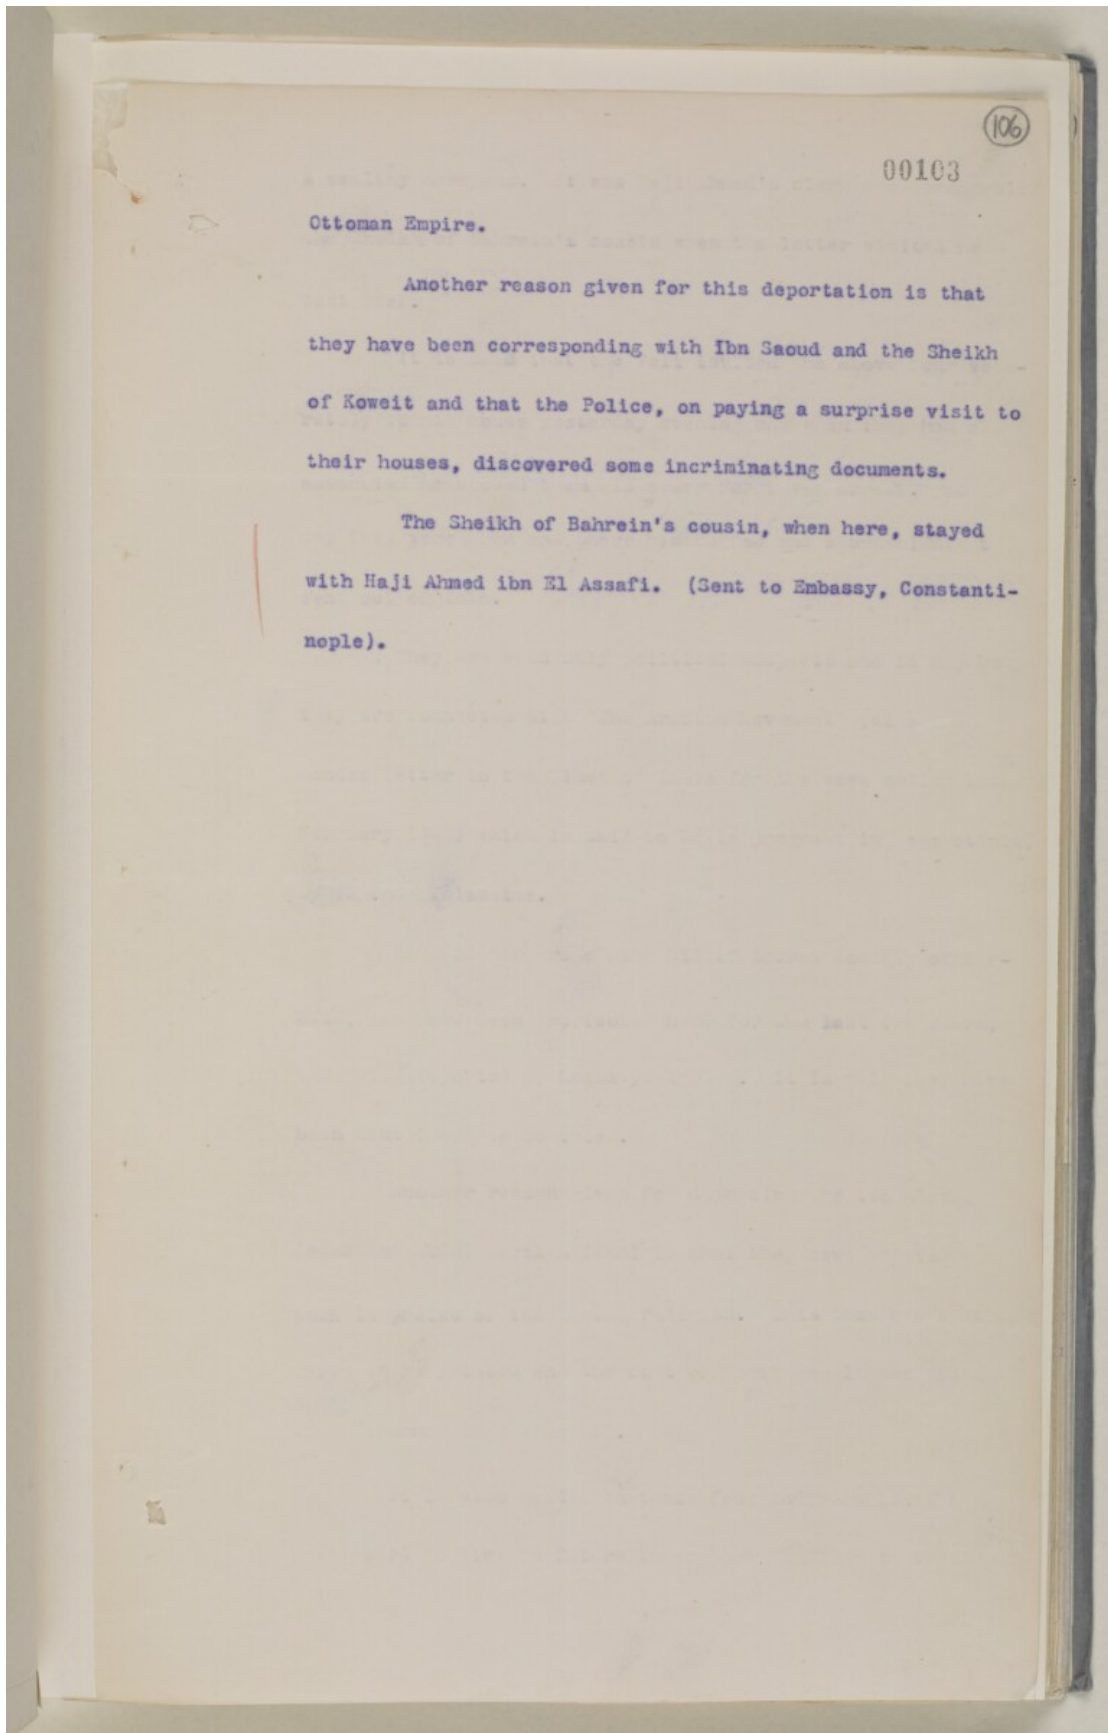 106
00103
Ottoman Empire.
Another reason given for this deportation is that
they have been corresponding with Ibn Saoud and the Sheikh
of Koweit and that the Police, on paying a surprise visit to
their houses, discovered some incriminating documents.
The Sheikh of Bahrein's cousin, when here, stayed
with Haji Ahmed ibn El Assafi. (Sent to Embassy, Constanti-
nople).